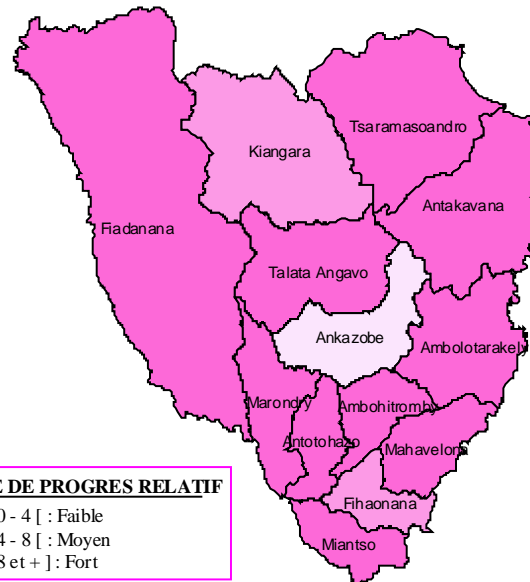 Tsaramasoandro
Kiangara
Antakavana
Fiadanana
Talata Angavo
Ankazobe
Ambolotarakely
Marondry
Ambohitromby
Antotohazo
Mahavelona
Fihaonana
Miantso
DE PROGRES RELATIF
0 - 4 [ : Faible
4 - 8 [ : Moyen
8 et + ] : Fort